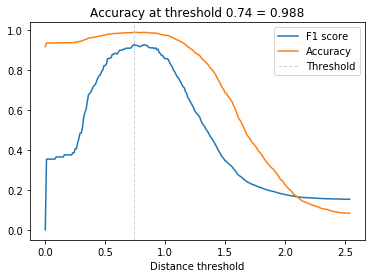 Accuracy at threshold 0.74 = 0.988
1.0
0.8
0.6
0.4
0.2
0.0
F1 score
Accuracy
Threshold
0.0 0.5 1.0 1.5 2.0 2.5
Distance threshold